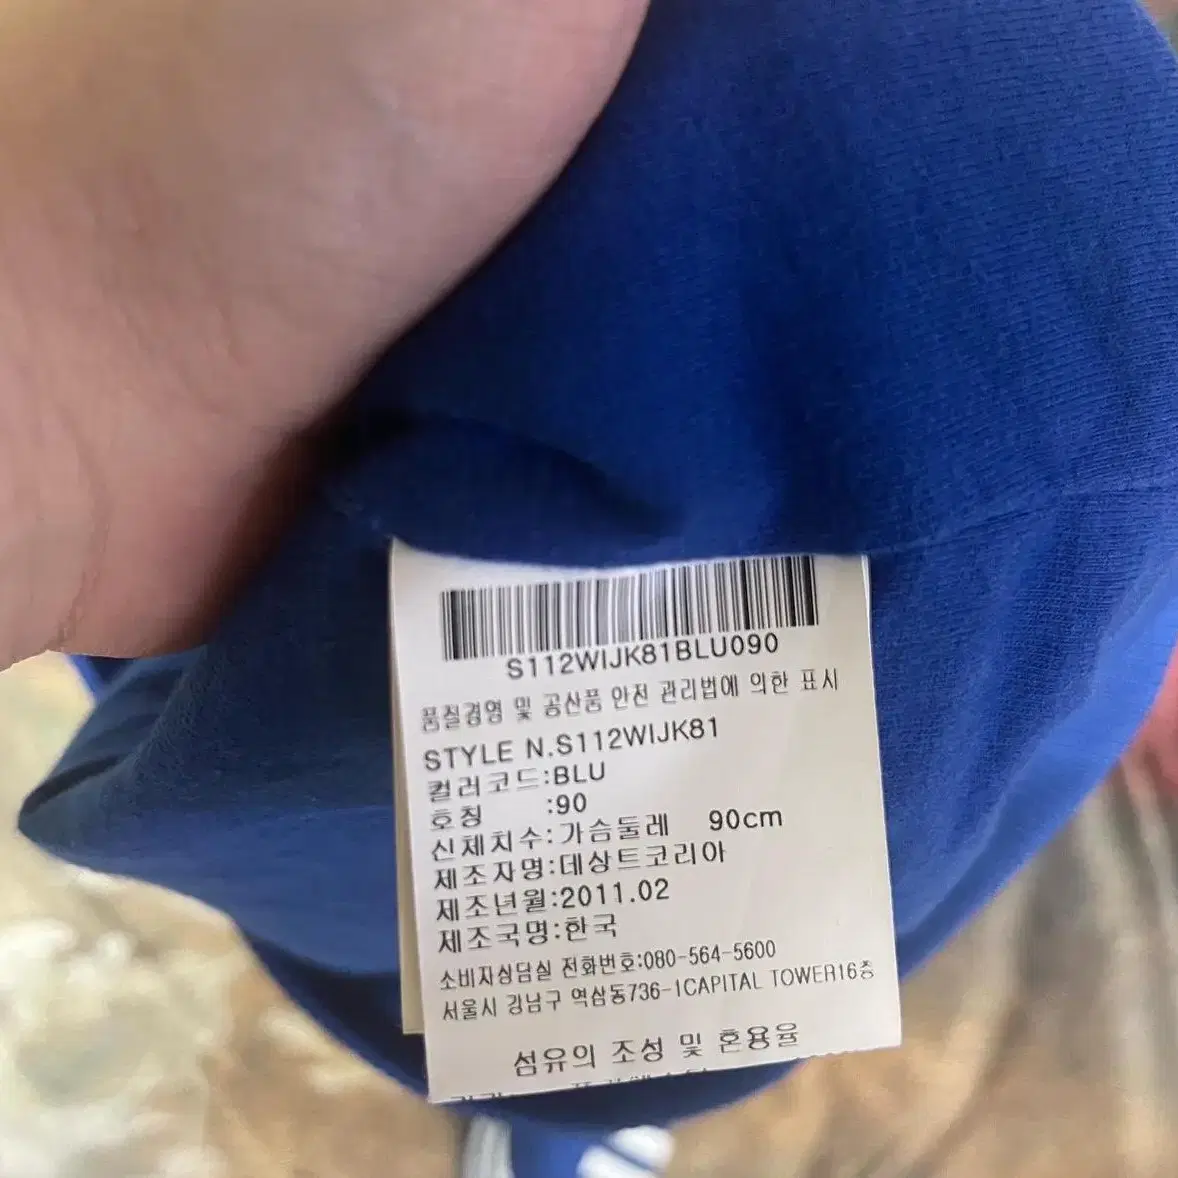 S112WIJK81BLU090
품질경영 및 공산품 안전 관리법에 의한 표시
STYLE N.S112WIJK81
컬러코드:BLU
호칭 :90
신체치수:가슴둘레 90cm
제조자명:데상트코리아
제조년월:2011.02
제조국명:한국
소비자상담실 전화번호:080-564-5600
서울시 강남구 역삼동736-1CAPITAL TOWER16층
섬유의 조성 및 혼용율